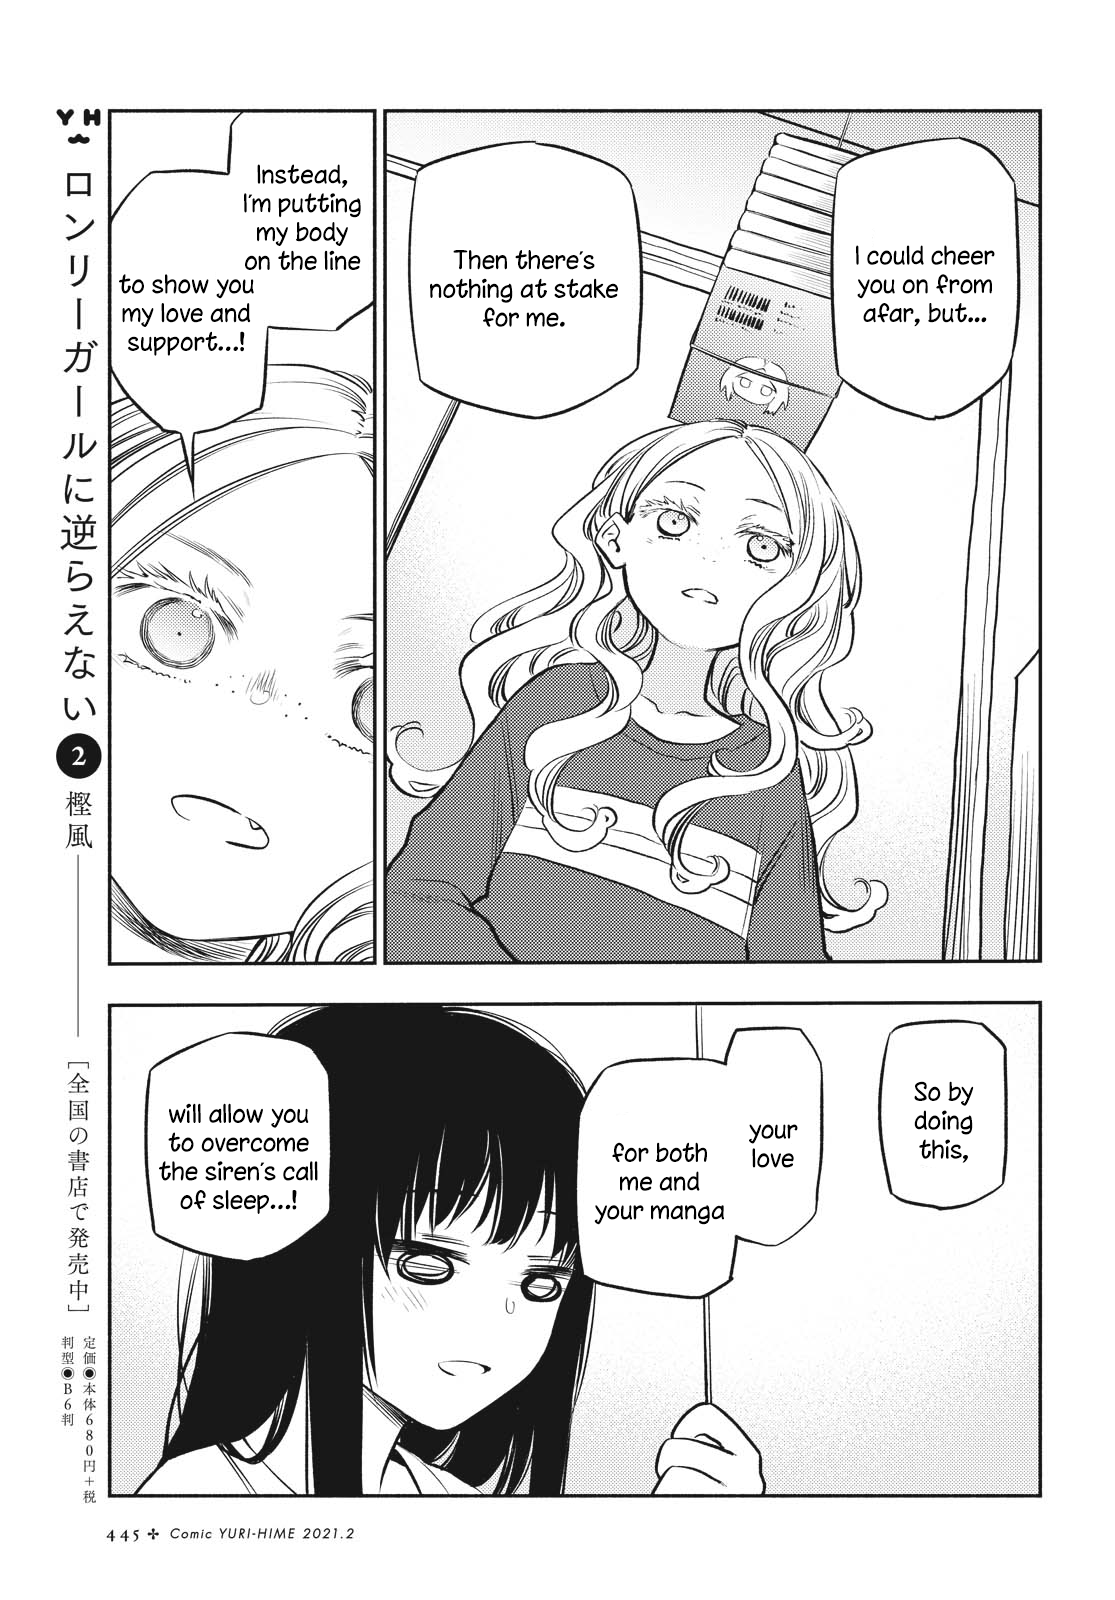 I could cheer
you on from
afar, but...
Then there's
nothing at stake
for me.
Instead,
I'm putting
my body
on the line
to show you
my love and
support...!
So by
doing
this,
your
love
for both
me and
your manga
will allow you
to overcome
the siren's call
of sleep...!
YH
ロンリーガールに逆らえない
2
樫風
[全国の書店で発売中]
定価◉本体680円+税
判型◉B6判
445 ✢ Comic YURI-HIME 2021.2